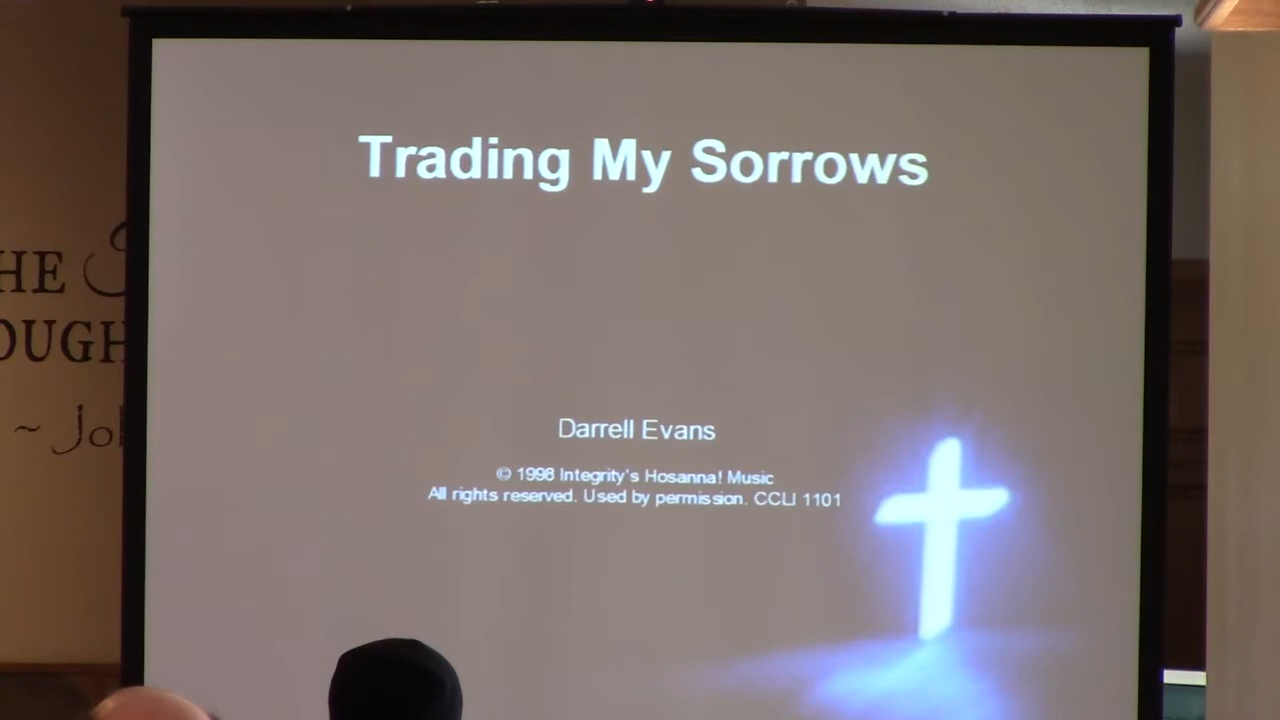 Trading My Sorrows
HE S
OUGH
~ Jo
Darrell Evans
© 1998 Integrity's Hosanna! Music
All rights reserved. Used by permission. CCLI 1101